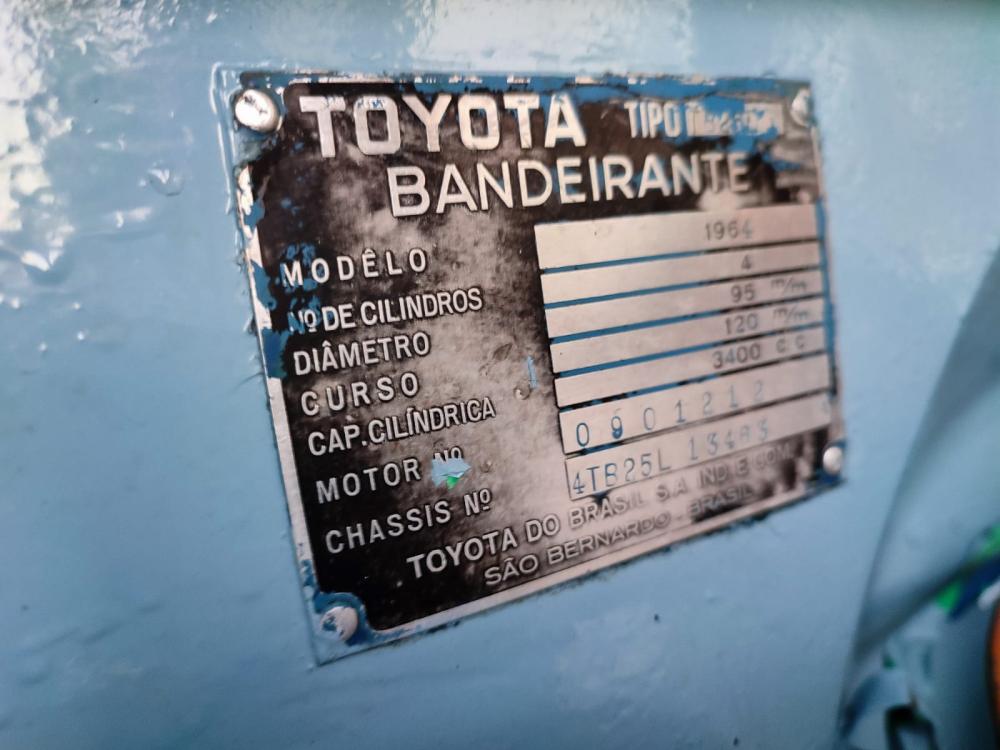 TOYOTA TIPO
BANDEIRANTE
MODÊLO 1964
Nº DE CILINDROS 4
DIÂMETRO 95 m/m
CURSO 120 m/m
CAP. CILÍNDRICA 3400 c c
MOTOR Nº 0901212
CHASSIS Nº 4TB25L
TOYOTA DO BRASIL S.A. IND E COM.
SÃO BERNARDO - BRASIL